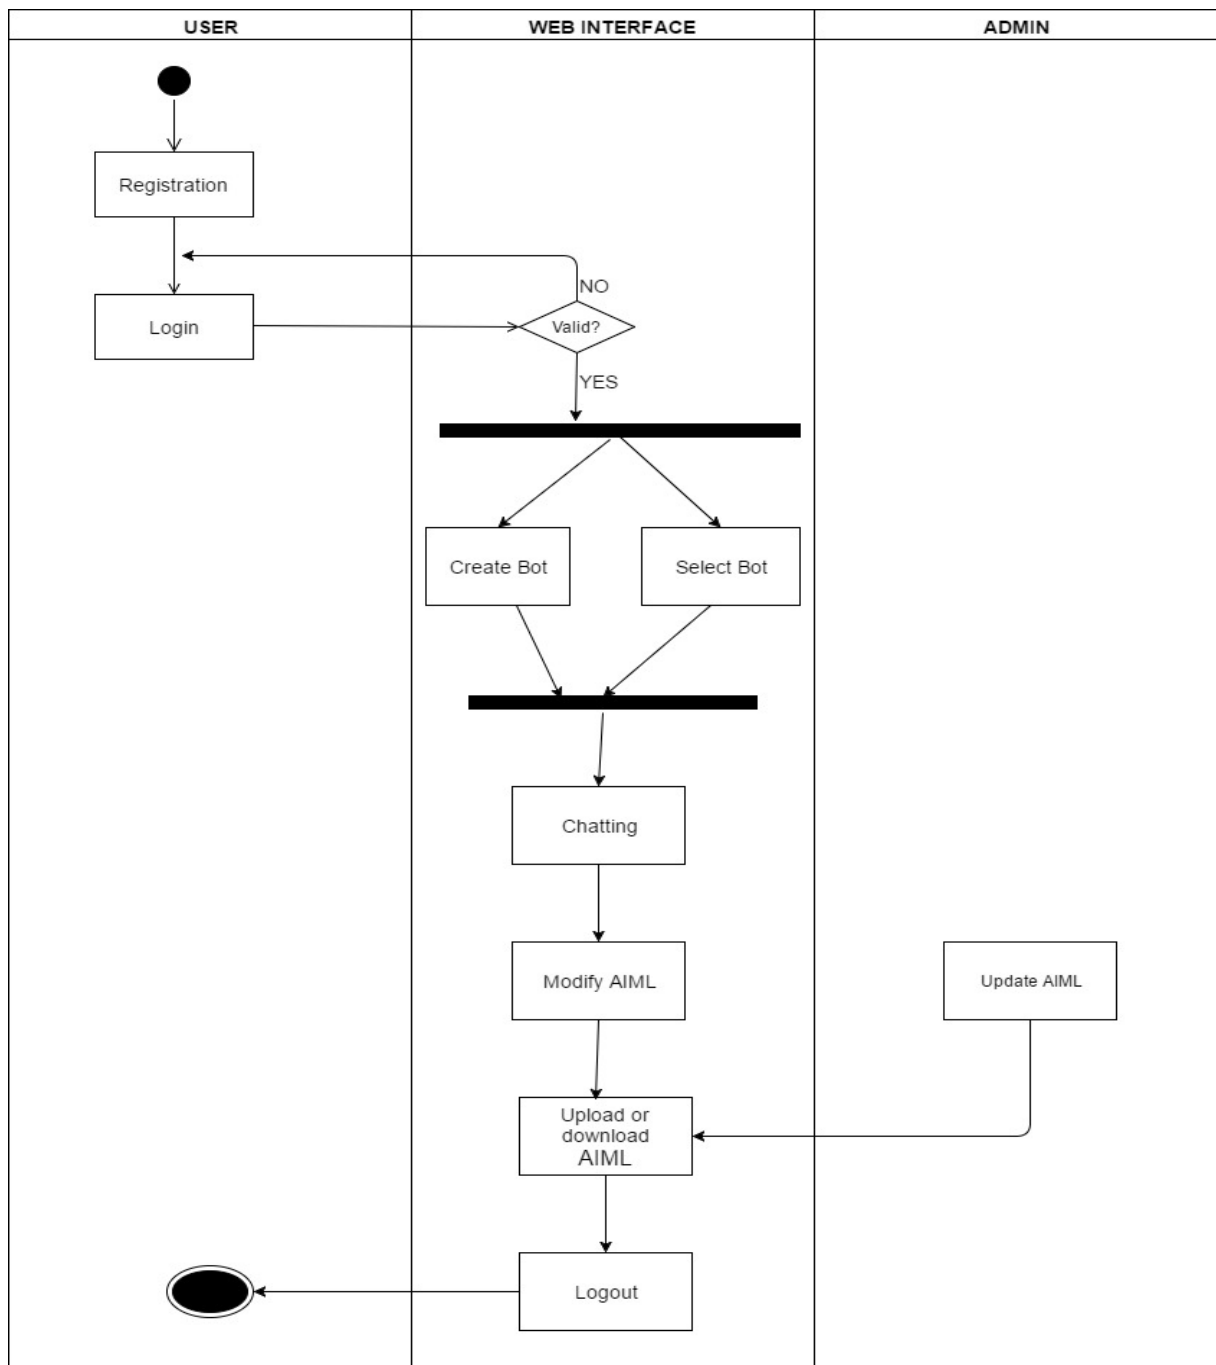 USER
WEB INTERFACE
ADMIN
Registration
NO
Login
Valid?
YES
Create Bot
Select Bot
Chatting
Modify AIML
Update AIML
Upload or
download
AIML
Logout